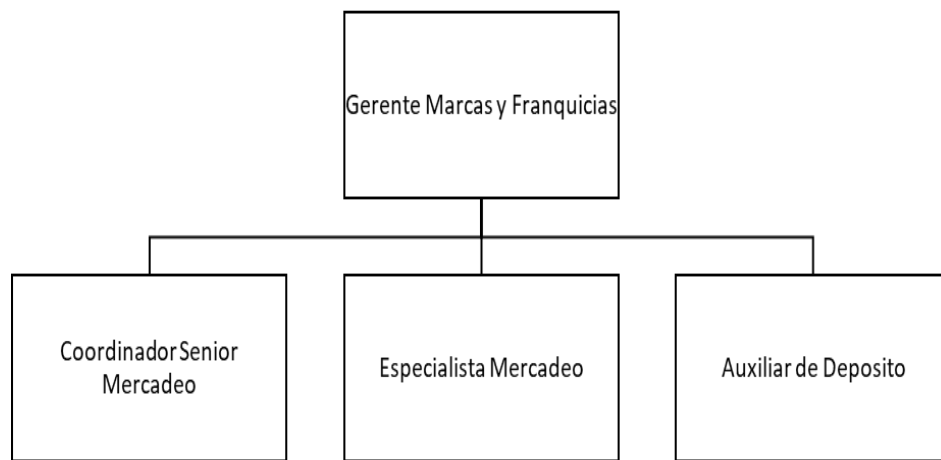 Gerente Marcas y Franquicias
Coordinador Senior
Mercadeo
Especialista Mercadeo
Auxiliar de Deposito